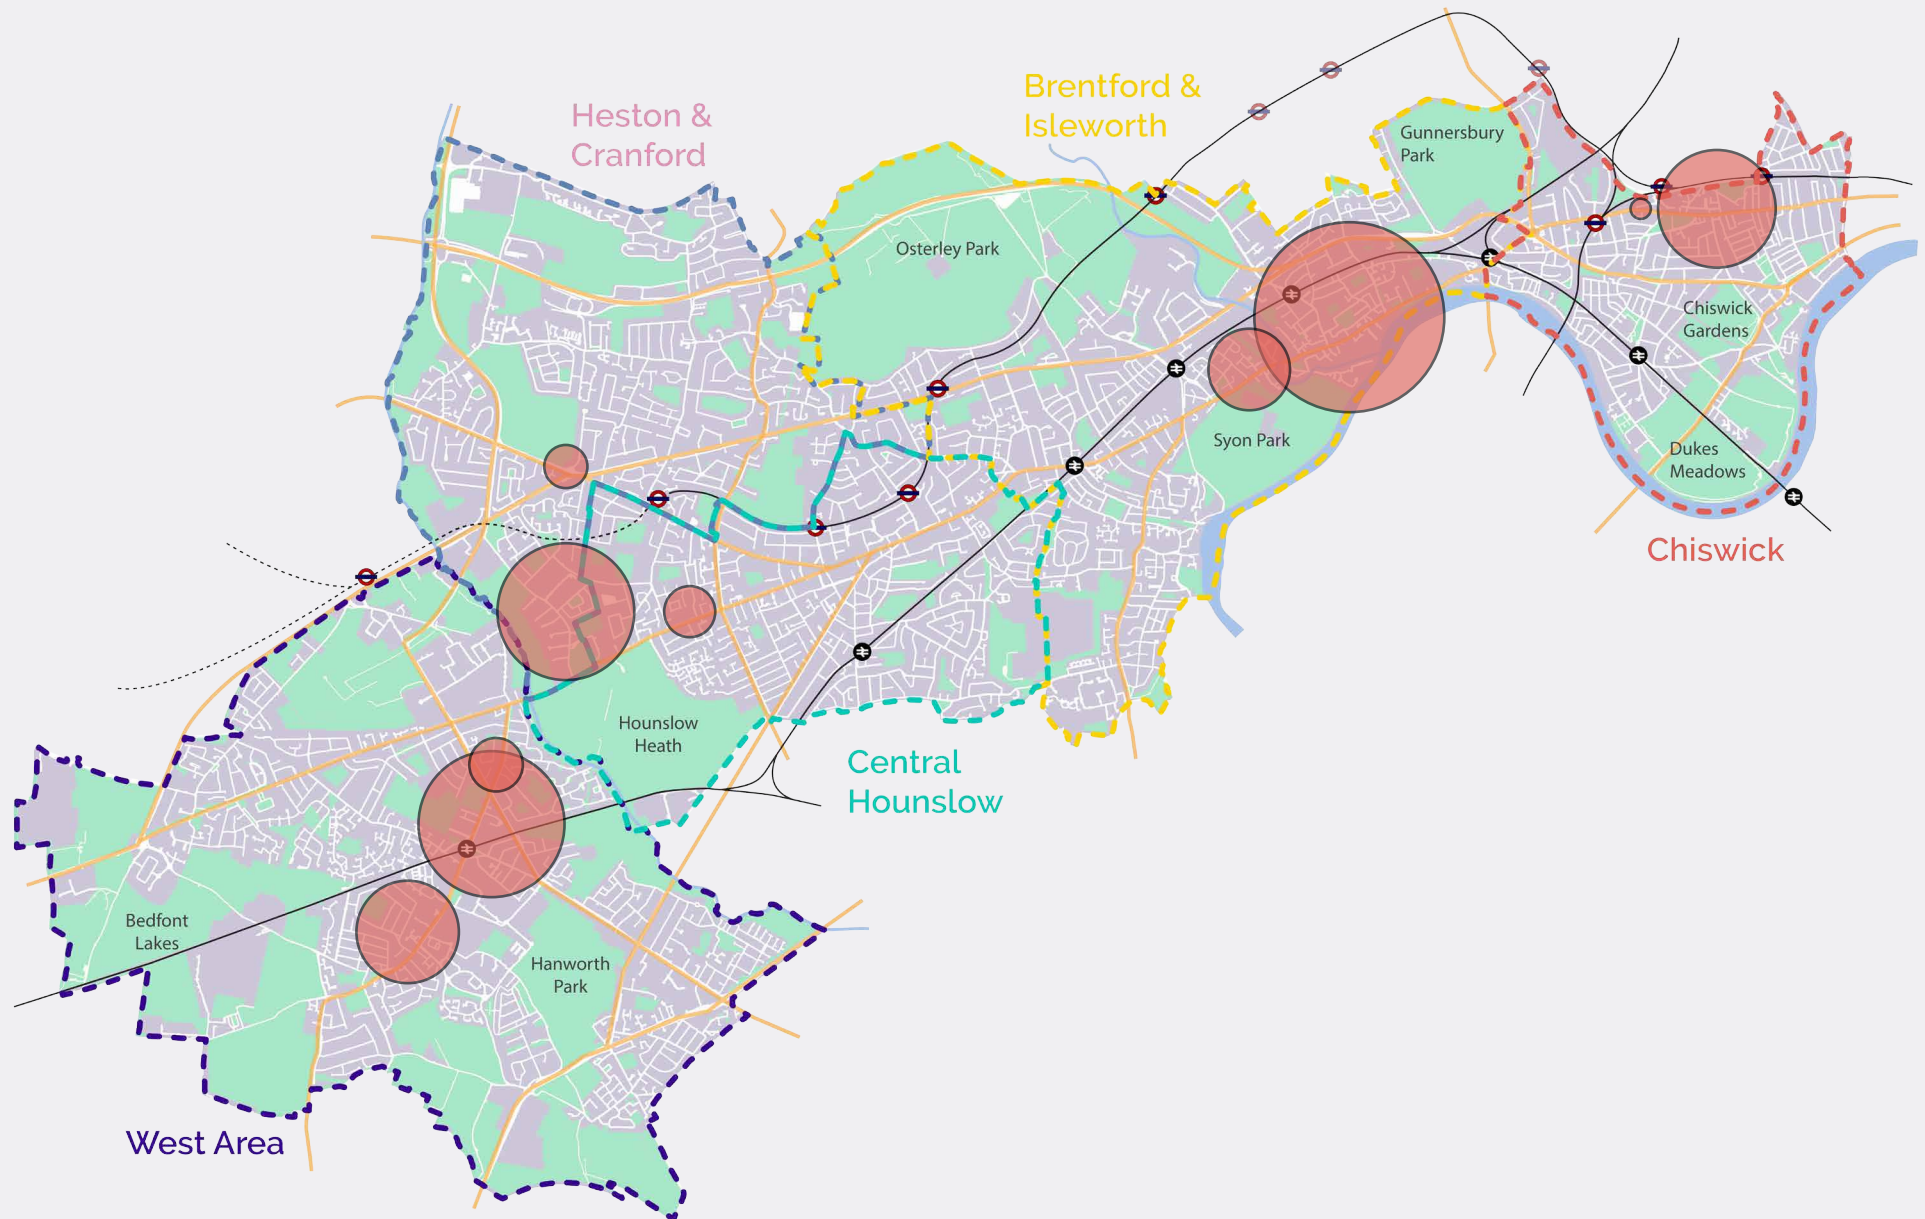 Heston &
Cranford
Brentford &
Isleworth
Gunnersbury
Park
Osterley Park
Chiswick
Gardens
Syon Park
Dukes
Meadows
Chiswick
Hounslow
Heath
Central
Hounslow
Bedfont
Lakes
Hanworth
Park
West Area